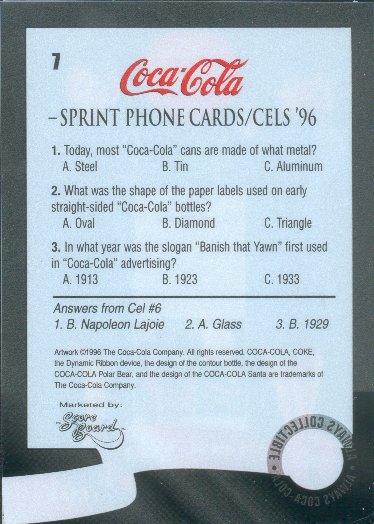 7
Coca-Cola
– SPRINT PHONE CARDS/CELS '96
1. Today, most "Coca-Cola" cans are made of what metal?
A. Steel B. Tin C. Aluminum
2. What was the shape of the paper labels used on early
straight-sided "Coca-Cola" bottles?
A. Oval B. Diamond C. Triangle
3. In what year was the slogan "Banish that Yawn" first used
in "Coca-Cola" advertising?
A. 1913 B. 1923 C. 1933
Answers from Cel #6
1. B. Napoleon Lajoie 2. A. Glass 3. B. 1929
Artwork ©1996 The Coca-Cola Company. All rights reserved. COCA-COLA, COKE,
the Dynamic Ribbon device, the design of the contour bottle, the design of the
COCA-COLA Polar Bear, and the design of the COCA-COLA Santa are trademarks of
The Coca-Cola Company.
Marketed by:
Score
Board
ALWAYS COLLECTIBLE
• ALWAYS COCA-COLA •